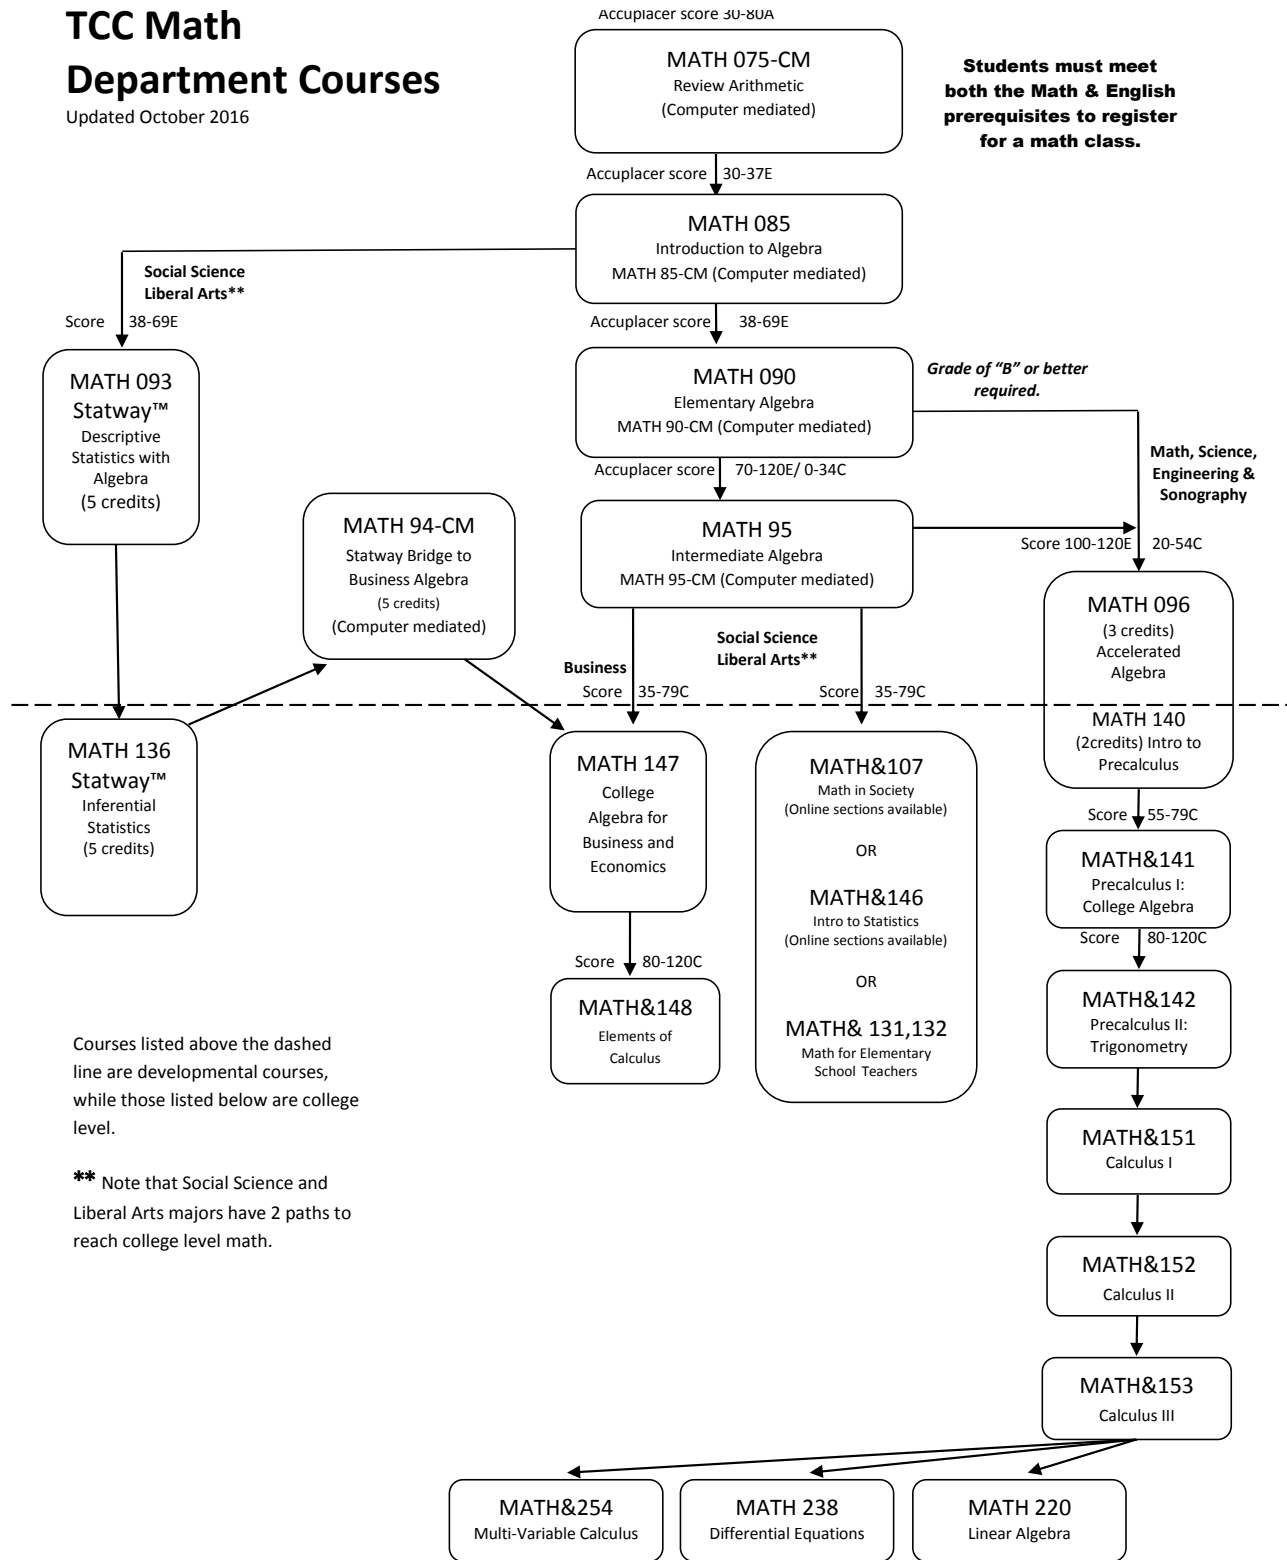 TCC Math
Department Courses
Updated October 2016
Accuplacer score 30-80A
MATH 075-CM
Review Arithmetic
(Computer mediated)
Students must meet
both the Math & English
prerequisites to register
for a math class.
Accuplacer score 30-37E
MATH 085
Introduction to Algebra
MATH 85-CM (Computer mediated)
Social Science
Liberal Arts**
Score 38-69E
Accuplacer score 38-69E
MATH 093
Statway™
Descriptive
Statistics with
Algebra
(5 credits)
MATH 090
Elementary Algebra
MATH 90-CM (Computer mediated)
Grade of “B” or better
required.
Math, Science,
Engineering &
Sonography
Accuplacer score 70-120E/ 0-34C
MATH 94-CM
Statway Bridge to
Business Algebra
(5 credits)
(Computer mediated)
MATH 95
Intermediate Algebra
MATH 95-CM (Computer mediated)
Score 100-120E 20-54C
MATH 096
(3 credits)
Accelerated
Algebra
Business
Score 35-79C
Social Science
Liberal Arts**
Score 35-79C
MATH 140
(2credits) Intro to
Precalculus
MATH 136
Statway™
Inferential
Statistics
(5 credits)
MATH 147
College
Algebra for
Business and
Economics
MATH&107
Math in Society
(Online sections available)
OR
MATH&146
Intro to Statistics
(Online sections available)
OR
MATH& 131,132
Math for Elementary
School Teachers
Score 55-79C
MATH&141
Precalculus I:
College Algebra
Score 80-120C
Score 80-120C
MATH&148
Elements of
Calculus
MATH&142
Precalculus II:
Trigonometry
Courses listed above the dashed
line are developmental courses,
while those listed below are college
level.
** Note that Social Science and
Liberal Arts majors have 2 paths to
reach college level math.
MATH&151
Calculus I
MATH&152
Calculus II
MATH&153
Calculus III
MATH&254
Multi-Variable Calculus
MATH 238
Differential Equations
MATH 220
Linear Algebra